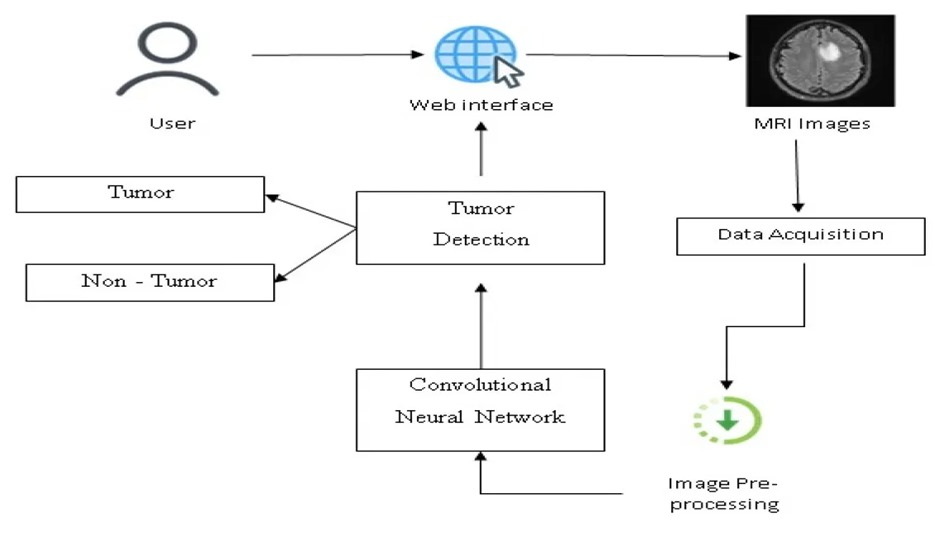 Web interface
User
MRI Images
Tumor
Tumor
Detection
Data Acquisition
Non - Tumor
Convolutional
Neural Network
Image Pre-
processing